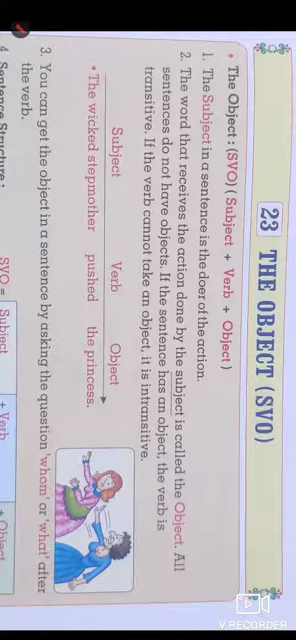 23 THE OBJECT (SVO)
• The Object : (SVO) ( Subject + Verb + Object )
1. The Subject in a sentence is the doer of the action.
2. The word that receives the action done by the subject is called the Object. All
sentences do not have objects. If the sentence has an object, the verb is
transitive. If the verb cannot take an object, it is intransitive.
Subject Verb Object
• The wicked stepmother pushed the princess.
3. You can get the object in a sentence by asking the question 'whom' or 'what' after
the verb.
4. Sentence Structure :
SVO = Subject + Verb + Object
V RECORDER